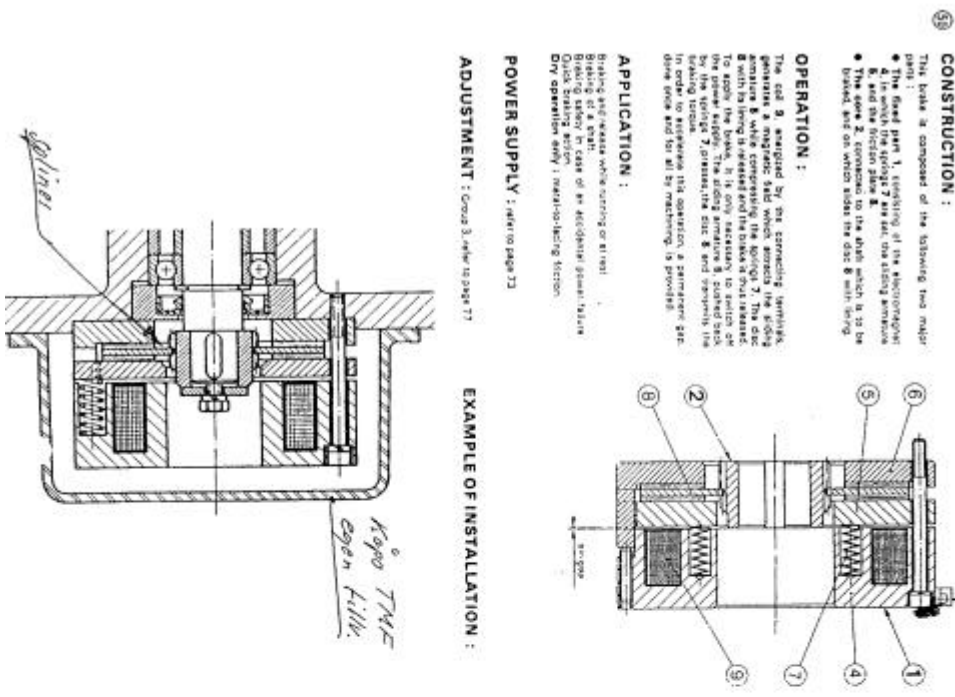 59
CONSTRUCTION :
This brake is composed of the following two major
parts :
● The fixed part 1, consisting of the electromagnet
4, in which the springs 7 are set, the sliding armature
5, and the friction plate 6.
● The core 2, connected to the shaft which is to be
braked, and on which slides the disc 8 with lining.
OPERATION :
The coil 9, energized by the connecting terminals,
generates a magnetic field which attracts the sliding
armature 5 while compressing the springs 7. The disc
8 with its lining is released and the brake is thus released.
To apply the brake, it is only necessary to switch off
the power supply. The sliding armature 5, pushed back
by the springs 7, presses, the disc 8 and transmits the
braking torque.
In order to accelerate this operation, a permanent gap,
done once and for all by machining, is provided.
APPLICATION :
Braking and release while running or at rest
Braking of a shaft.
Braking safety in case of an accidental power failure
Quick braking action
Dry operation only : metal-to-facing friction
POWER SUPPLY : refer to page 73
ADJUSTMENT : Group 3, refer to page 77
EXAMPLE OF INSTALLATION :
6
5
2
8
1
4
7
9
air gap
splines
Kåpa TMF
egen tillv.